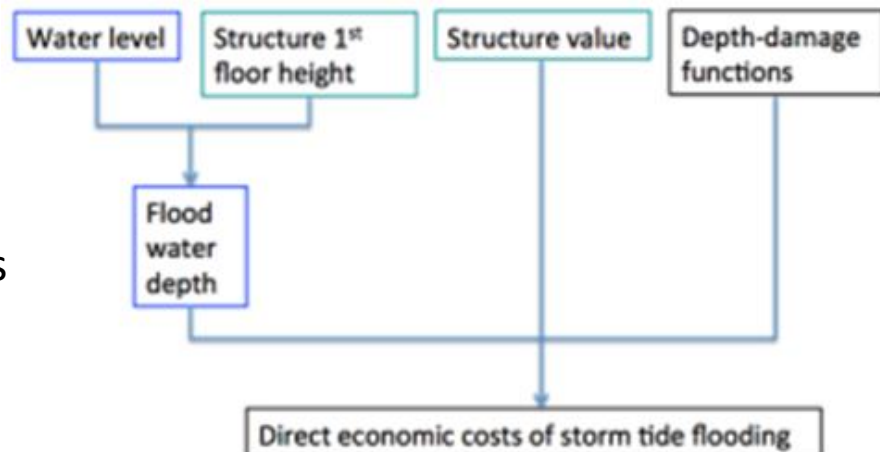 Water level
Structure 1st
floor height
Structure value
Depth-damage
functions
Flood
water
depth
s
Direct economic costs of storm tide flooding